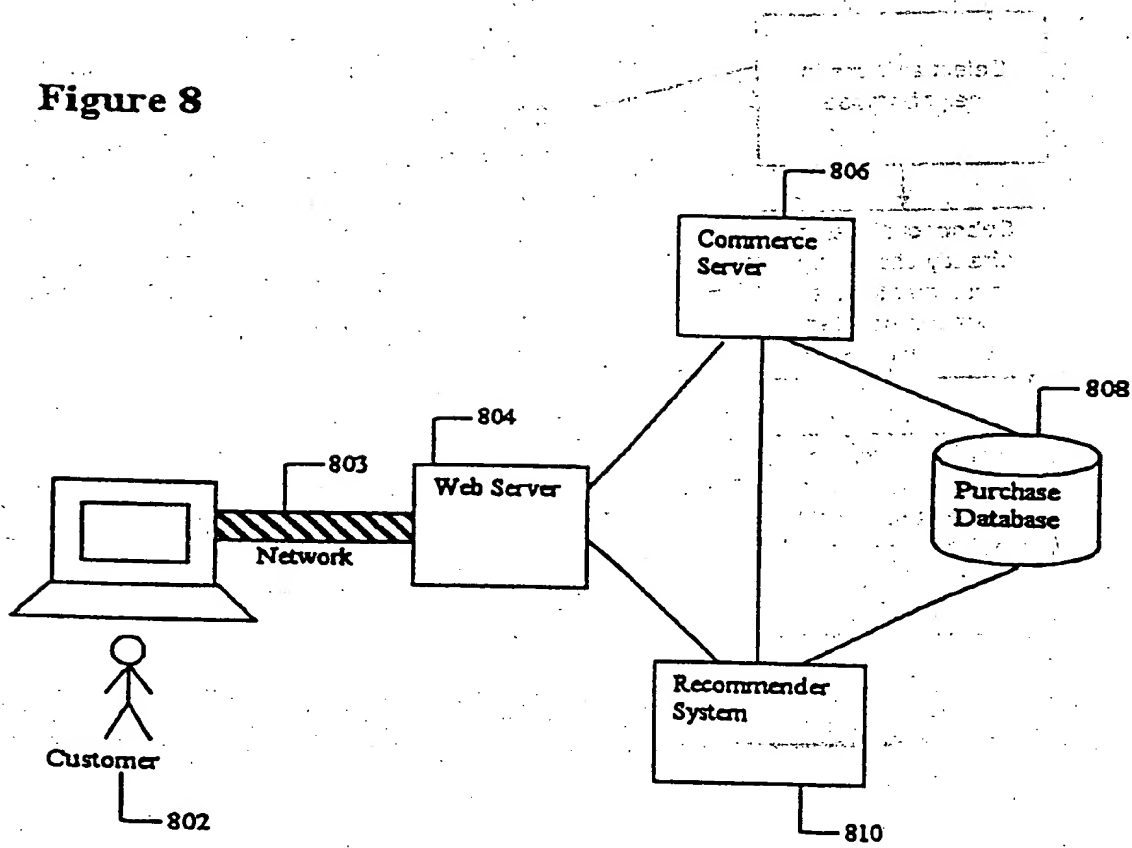 Figure 8
806
Commerce
Server
808
804
803
Web Server
Purchase
Database
Network
Recommender
System
Customer
802
810